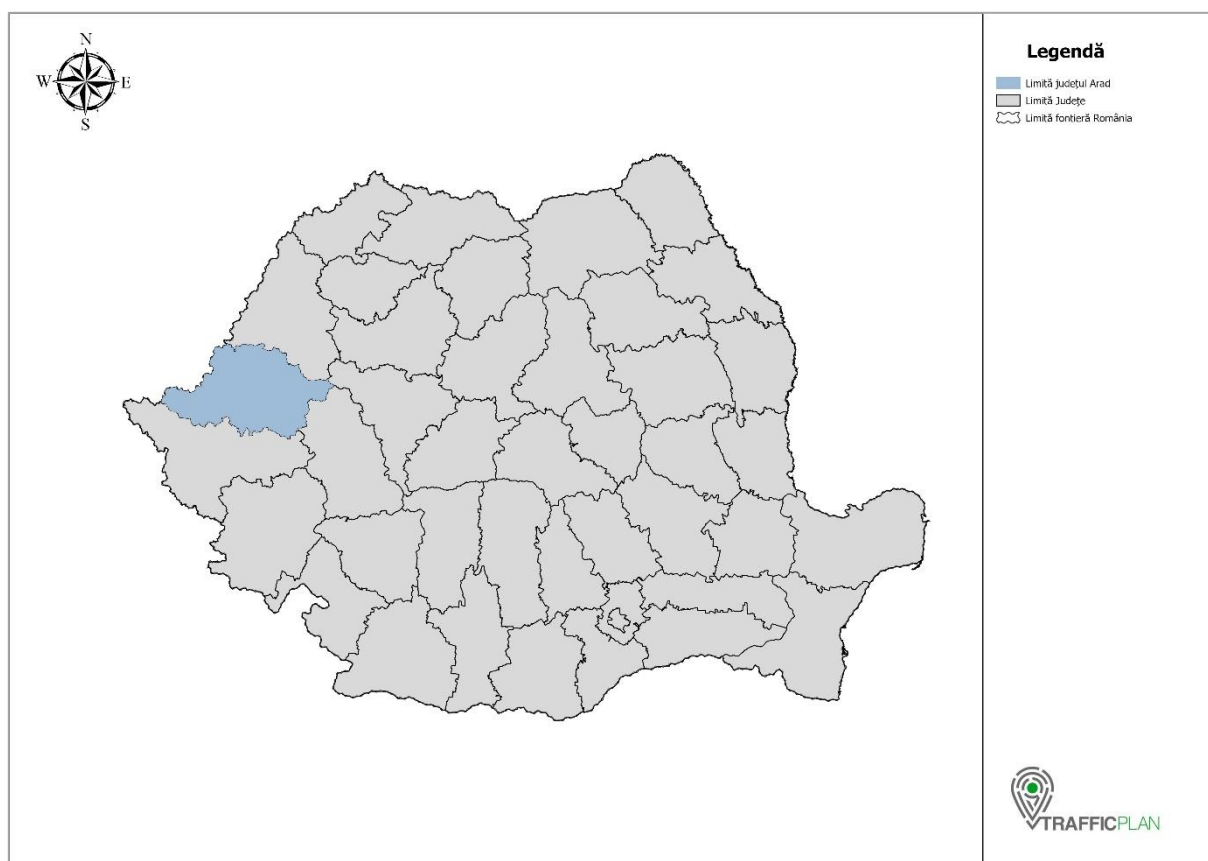 N
W E
S
Legendă
Limită județul Arad
Limită Județe
Limită fontieră România
TRAFFICPLAN